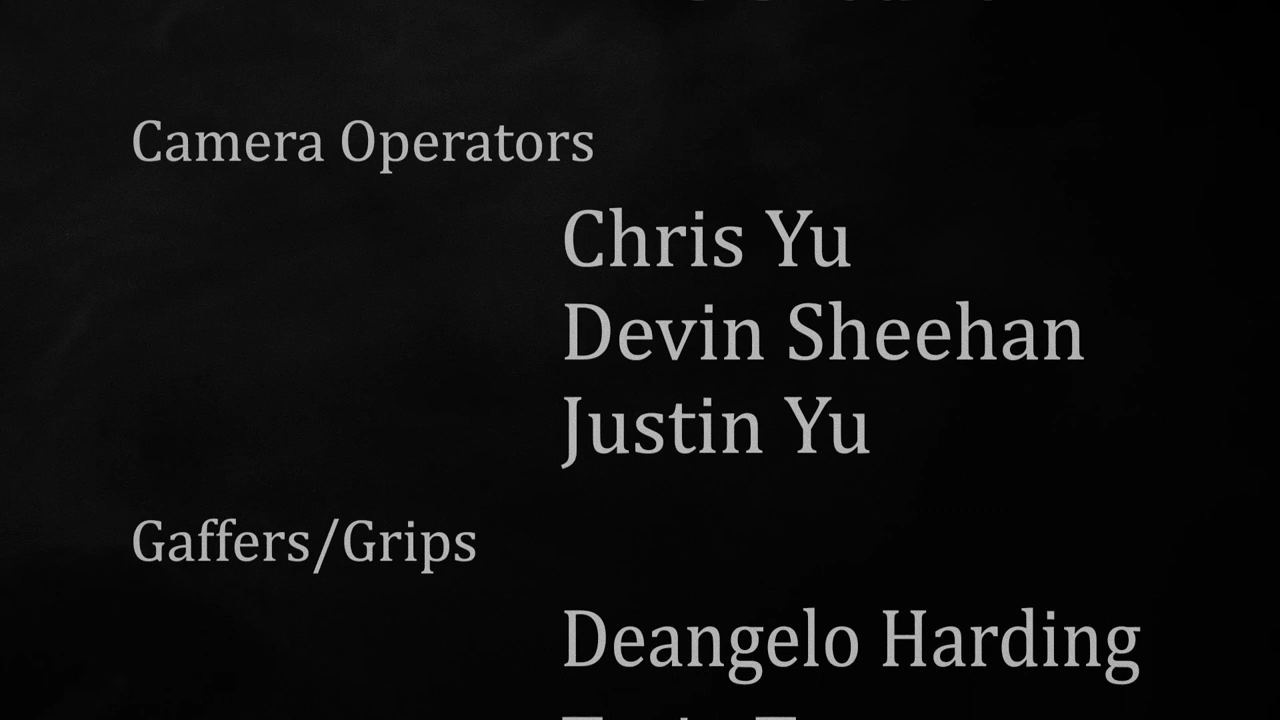 Camera Operators
Chris Yu
Devin Sheehan
Justin Yu
Gaffers/Grips
Deangelo Harding